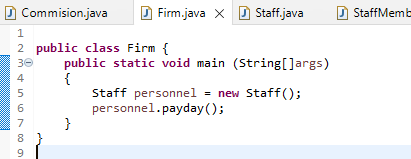 Commision.java Firm.java Staff.java StaffMemb
1
2 public class Firm {
3 public static void main (String[]args)
4 {
5 Staff personnel = new Staff();
6 personnel.payday();
7 }
8 }
9